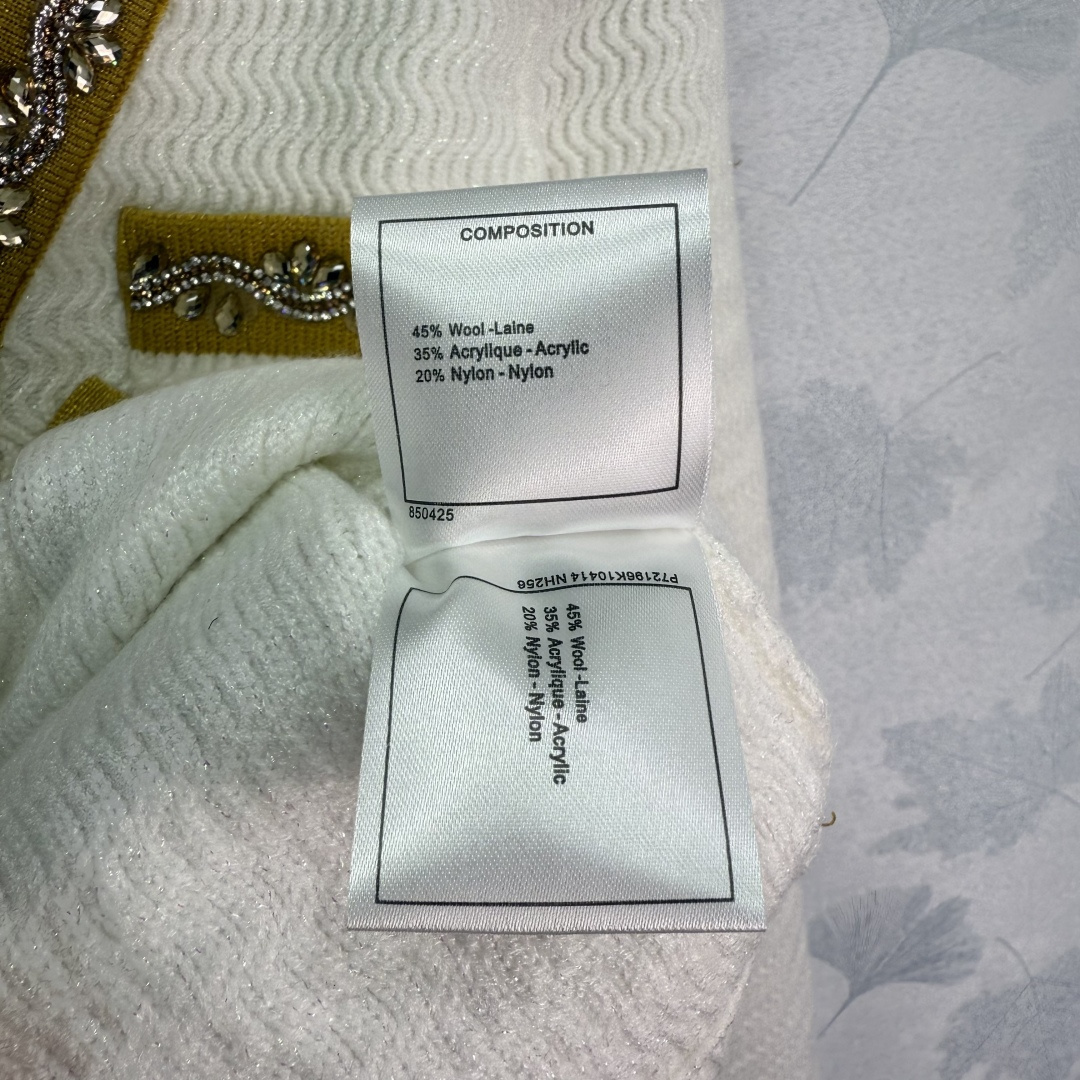 COMPOSITION
45% Wool -Laine
35% Acrylique - Acrylic
20% Nylon - Nylon
850425
P72196K10414 NH256
45% Wool -Laine
35% Acrylique - Acrylic
20% Nylon - Nylon